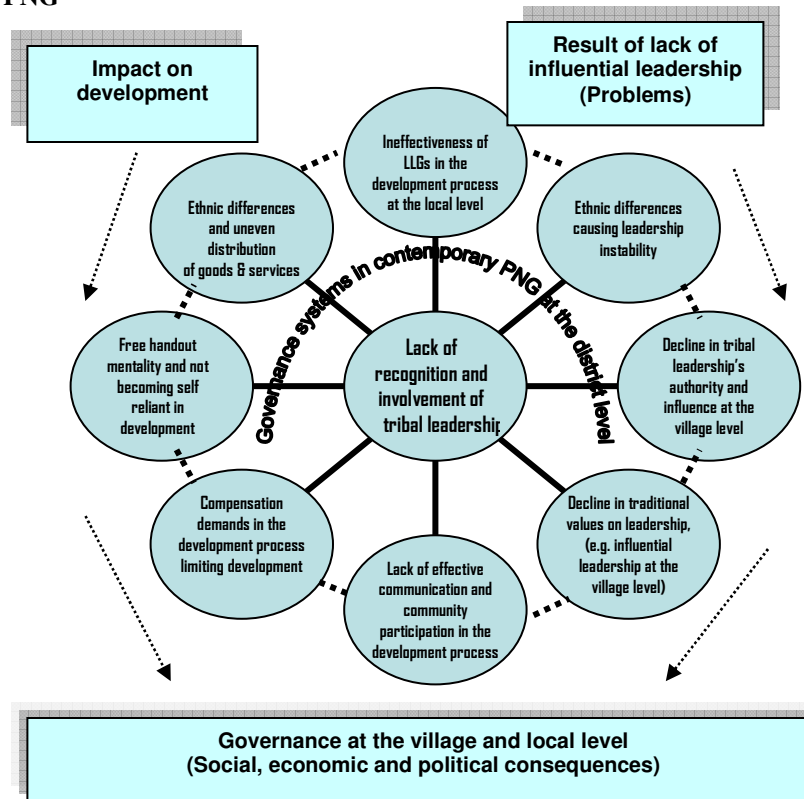 PNG
Impact on
development
Result of lack of
influential leadership
(Problems)
Ineffectiveness of
LLGs in the
development process
at the local level
Ethnic differences
and uneven
distribution
of goods & services
Ethnic differences
causing leadership
instability
Governance systems in contemporary PNG at the district level
Free handout
mentality and not
becoming self
reliant in
development
Lack of
recognition and
involvement of
tribal leadership
Decline in tribal
leadership's
authority and
influence at the
village level
Compensation
demands in the
development process
limiting development
Lack of effective
communication and
community
participation in the
development process
Decline in traditional
values on leadership,
(e.g. influential
leadership at the
village level)
Governance at the village and local level
(Social, economic and political consequences)